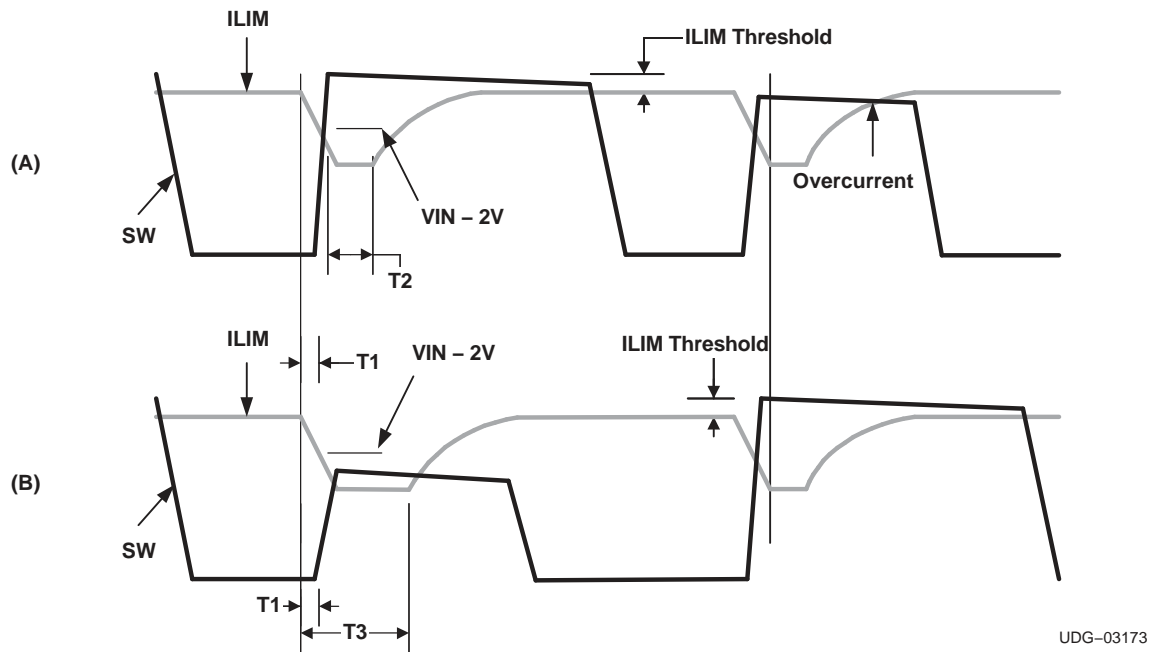 ILIM
ILIM Threshold
(A)
Overcurrent
VIN – 2V
SW
T2
ILIM
T1
VIN – 2V
ILIM Threshold
(B)
SW
T1
T3
UDG–03173